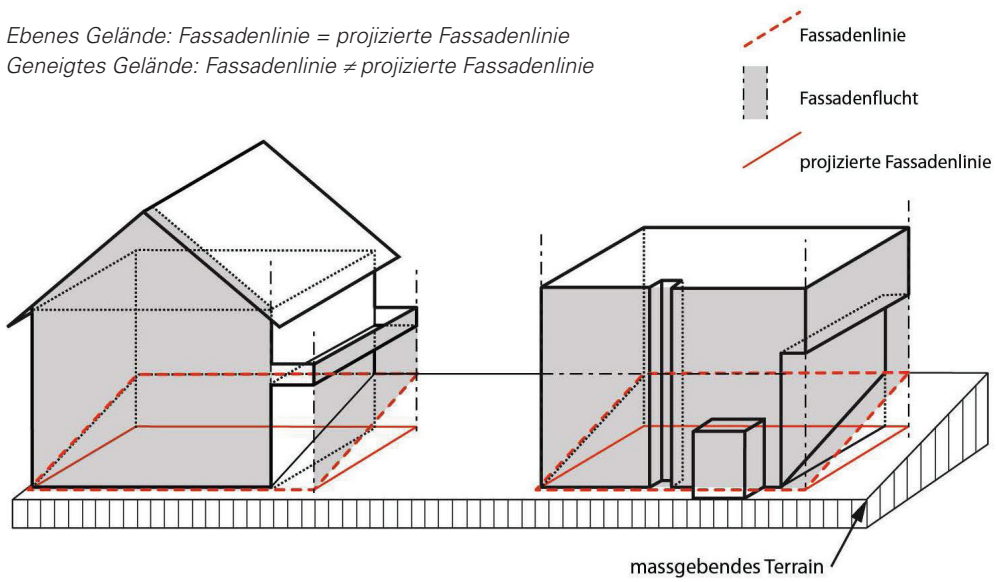 Ebenes Gelände: Fassadenlinie = projizierte Fassadenlinie
Geneigtes Gelände: Fassadenlinie ≠ projizierte Fassadenlinie
Fassadenlinie
Fassadenflucht
projizierte Fassadenlinie
massgebendes Terrain